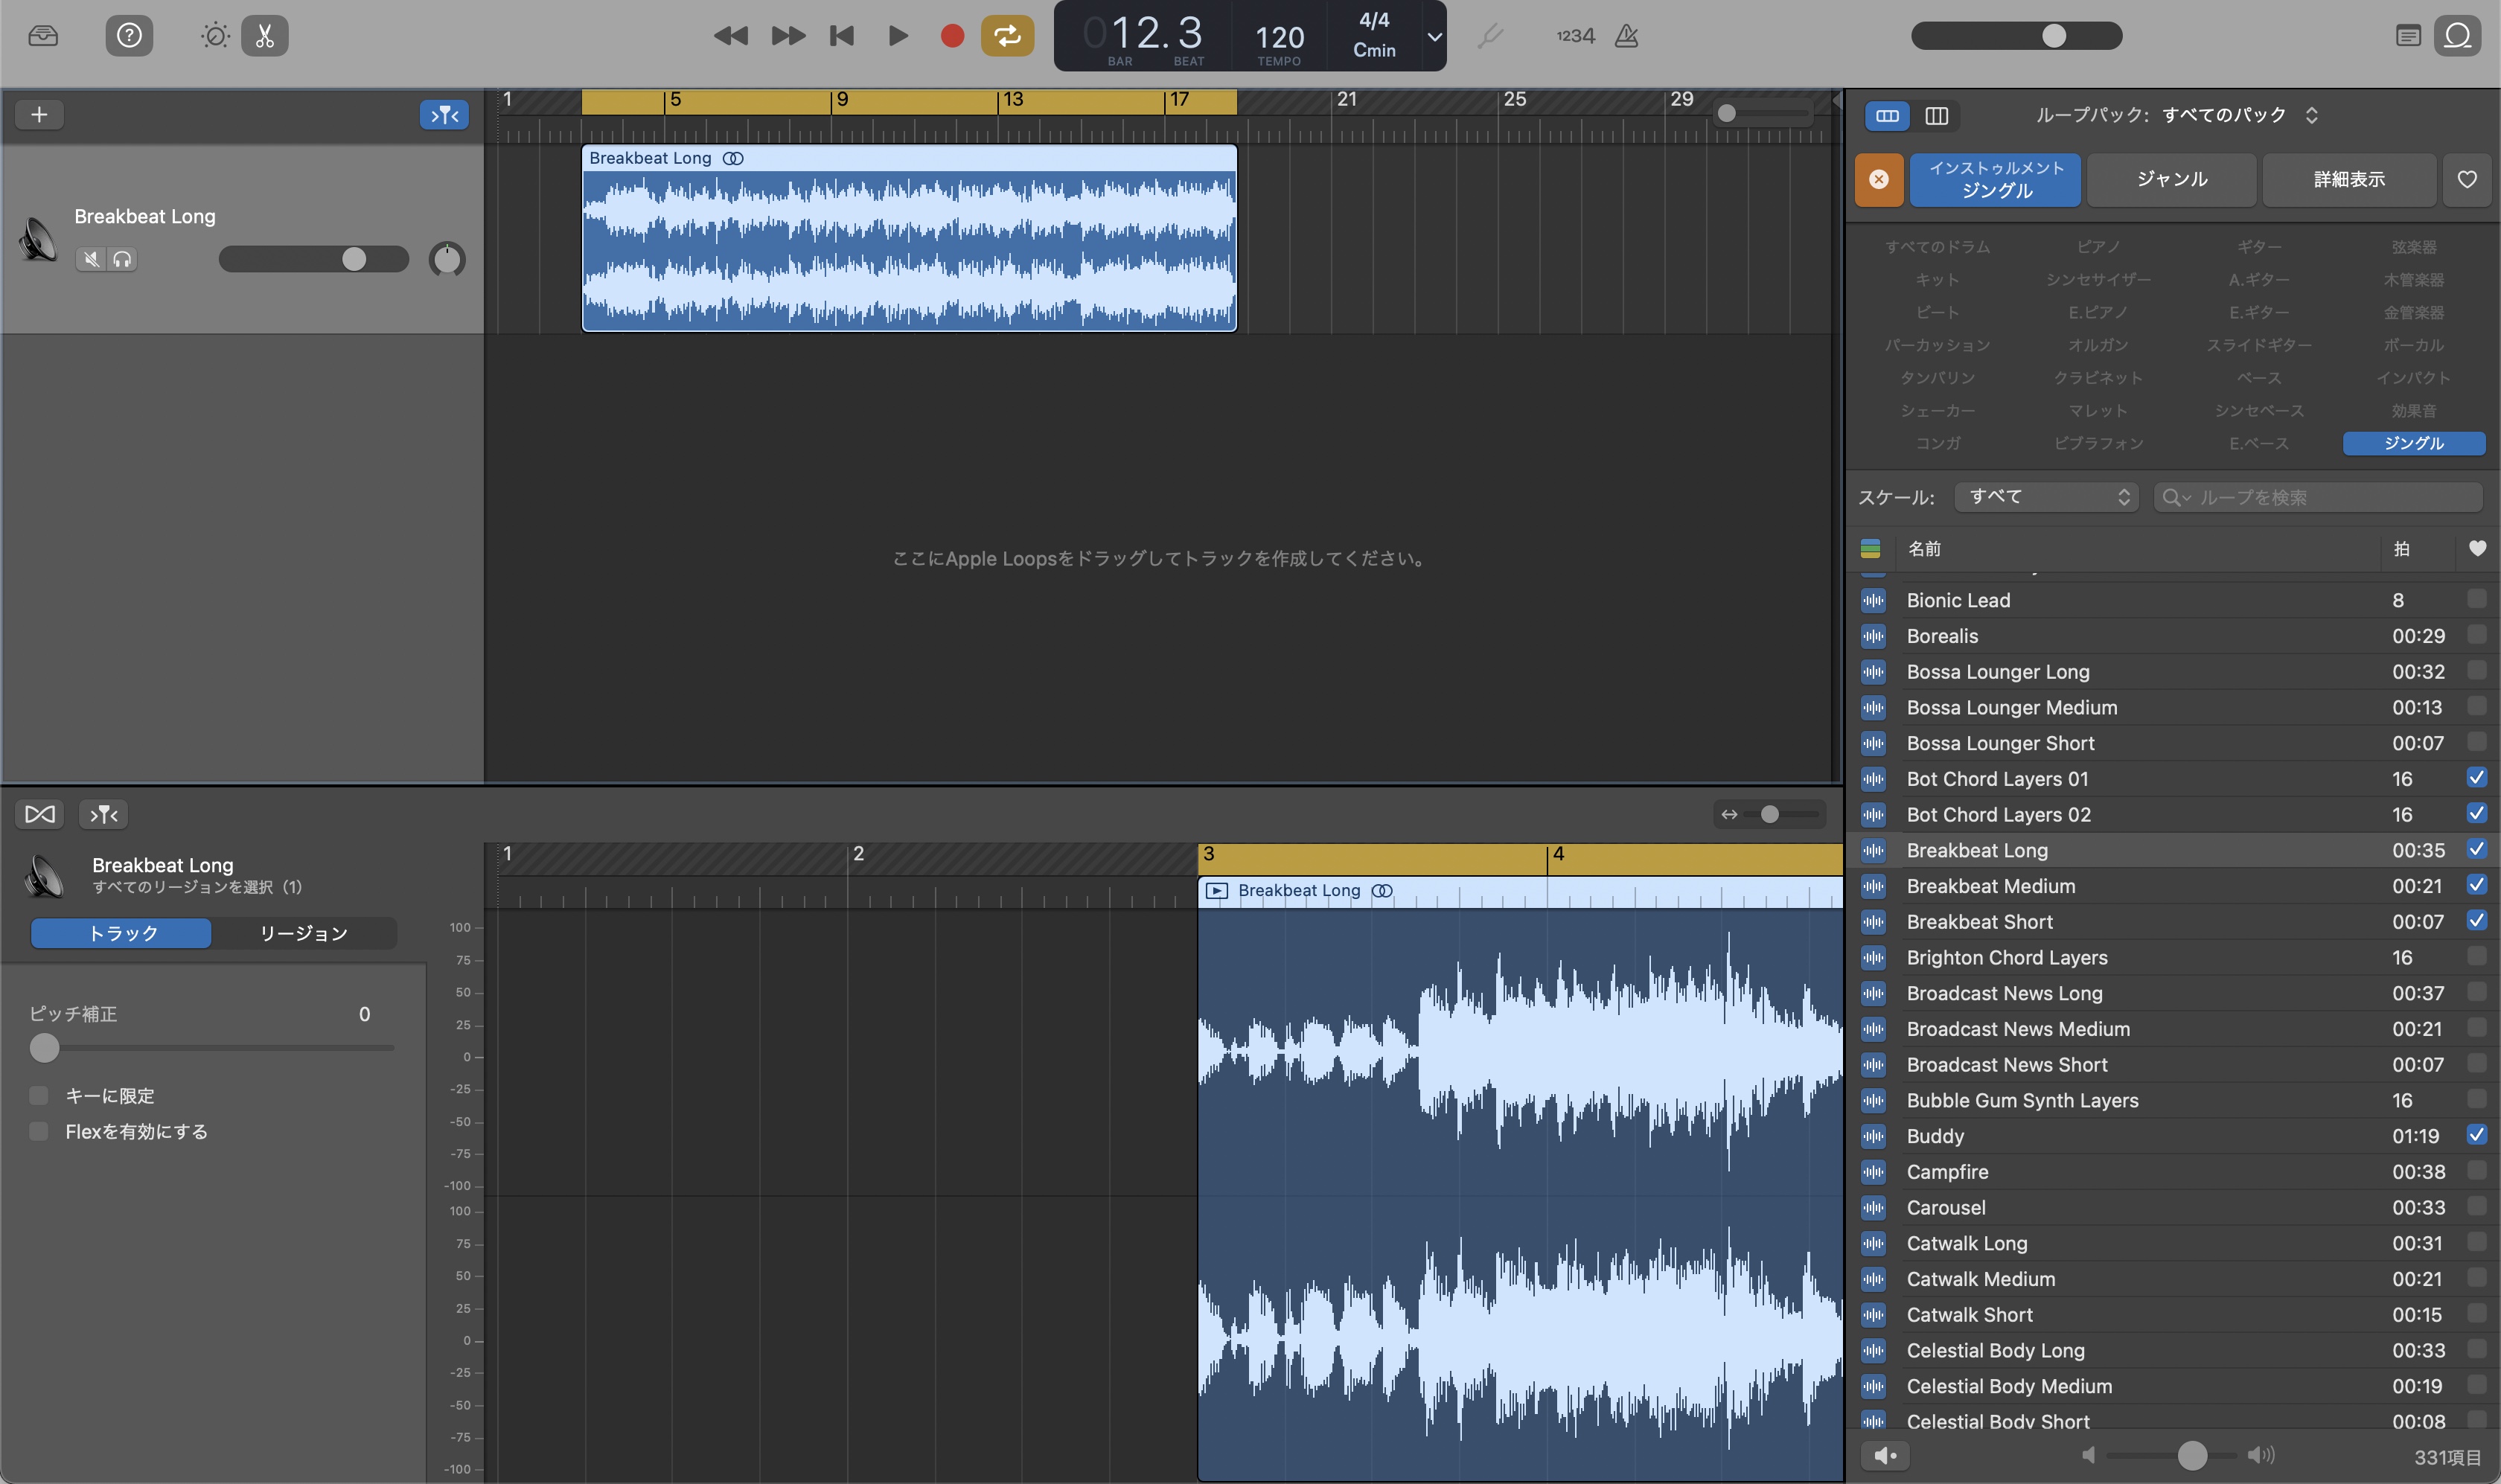 012.3
BAR
BEAT
120
TEMPO
4/4
Cmin
1234
1
5
9
13
17
21
25
29
Breakbeat Long
Breakbeat Long
ここにApple Loopsをドラッグしてトラックを作成してください。
Breakbeat Long
すべてのリージョンを選択 (1)
トラック
リージョン
ピッチ補正
0
キーに限定
Flexを有効にする
1
2
3
4
Breakbeat Long
100
75
50
25
0
-25
-50
-75
-100
100
75
50
25
0
-25
-50
-75
-100
ループパック: すべてのパック
インストゥルメント
ジングル
ジャンル
詳細表示
すべてのドラム ピアノ ギター 弦楽器
キット シンセサイザー A.ギター 木管楽器
ビート E.ピアノ E.ギター 金管楽器
パーカッション オルガン スライドギター ボーカル
タンバリン クラビネット ベース インパクト
シェーカー マレット シンセベース 効果音
コンガ ビブラフォン E.ベース ジングル
スケール: すべて ループを検索
名前 拍
Bionic Lead 8
Borealis 00:29
Bossa Lounger Long 00:32
Bossa Lounger Medium 00:13
Bossa Lounger Short 00:07
Bot Chord Layers 01 16
Bot Chord Layers 02 16
Breakbeat Long 00:35
Breakbeat Medium 00:21
Breakbeat Short 00:07
Brighton Chord Layers 16
Broadcast News Long 00:37
Broadcast News Medium 00:21
Broadcast News Short 00:07
Bubble Gum Synth Layers 16
Buddy 01:19
Campfire 00:38
Carousel 00:33
Catwalk Long 00:31
Catwalk Medium 00:21
Catwalk Short 00:15
Celestial Body Long 00:33
Celestial Body Medium 00:19
Celestial Body Short 00:08
331項目